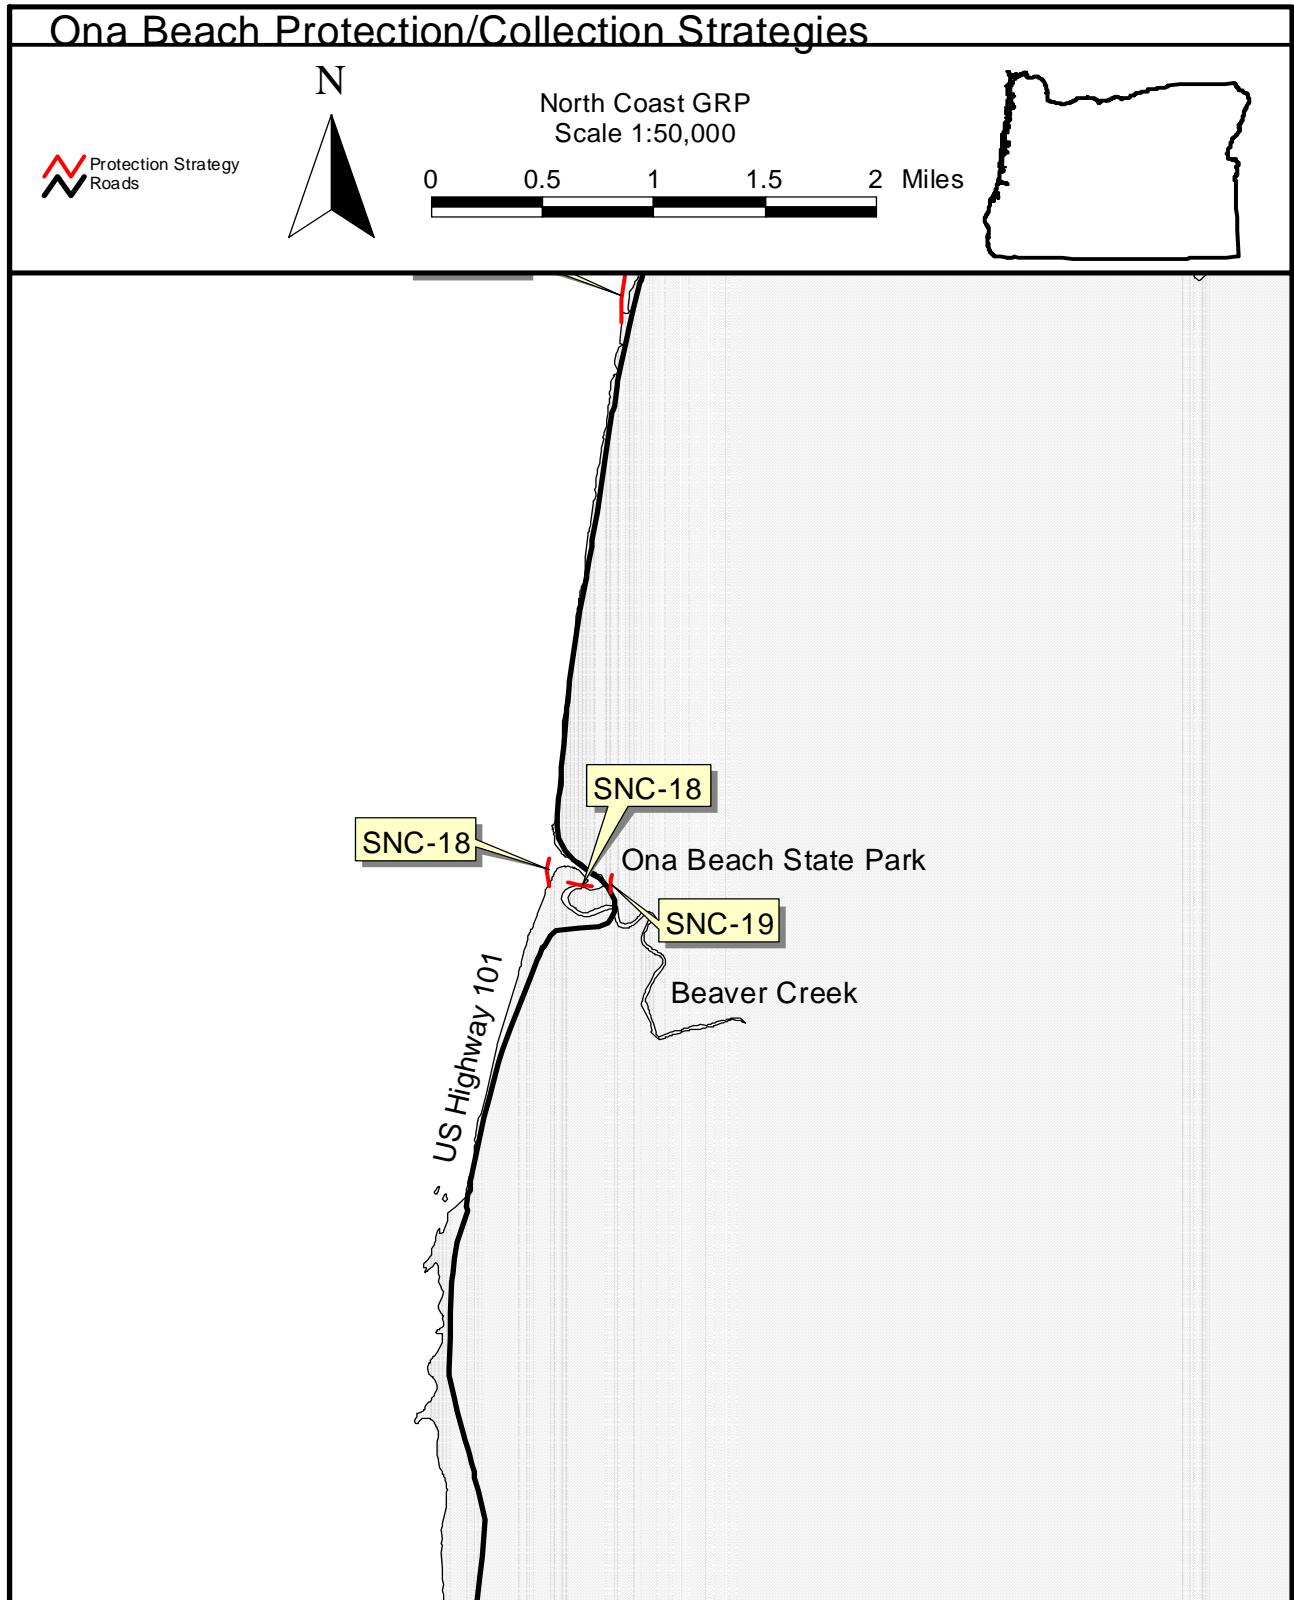 Ona Beach Protection/Collection Strategies
N
North Coast GRP
Scale 1:50,000
Protection Strategy
Roads
0 0.5 1 1.5 2 Miles
SNC-18
SNC-18
Ona Beach State Park
SNC-19
US Highway 101
Beaver Creek